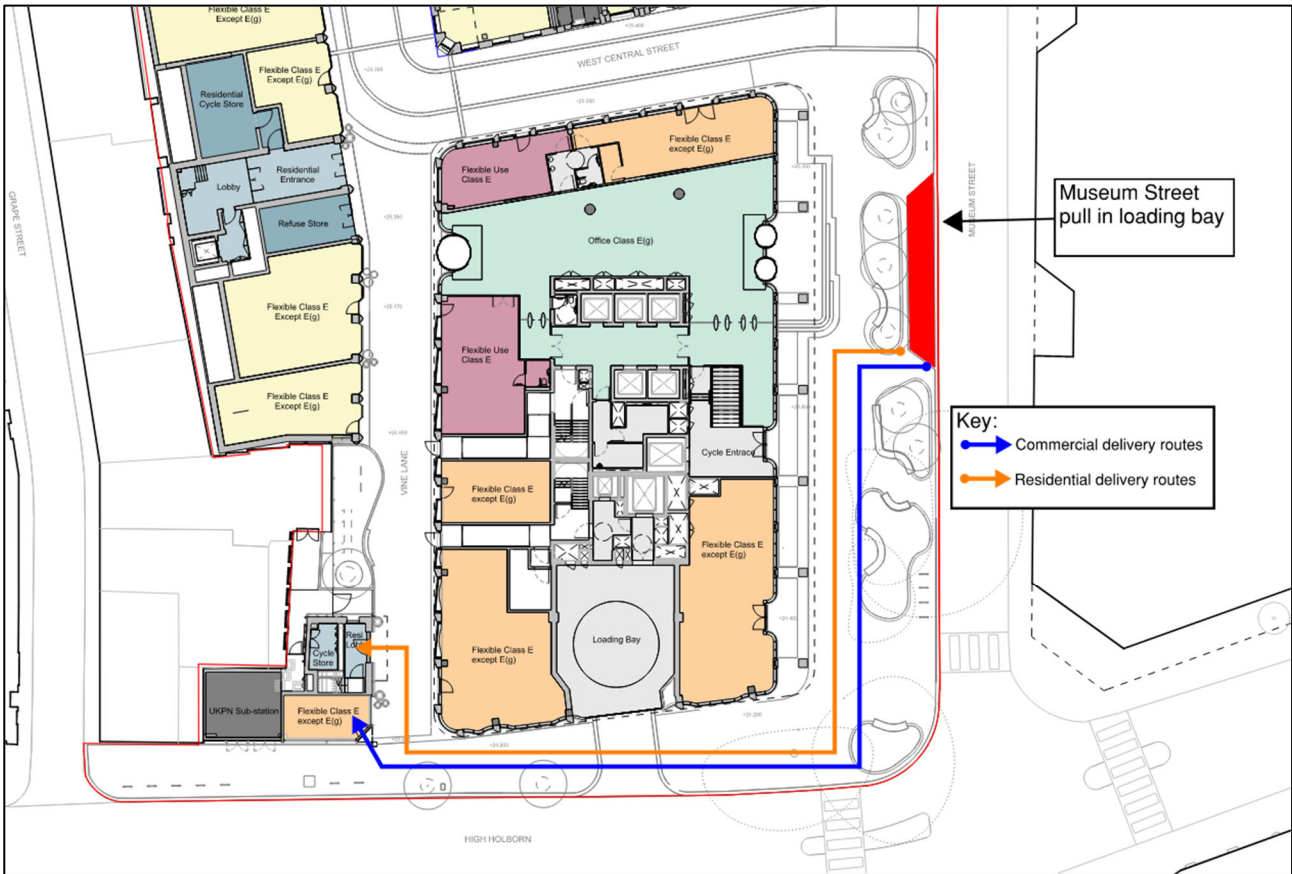 Flexible Class E
Except E(g)
WEST CENTRAL STREET
Flexible Class E
Except E(g)
Residential
Cycle Store
Flexible Class E
except E(g)
Flexible Use
Class E
Residential
Entrance
Lobby
Refuse Store
GRAPE STREET
MUSEUM STREET
Museum Street
pull in loading bay
Office Class E(g)
Flexible Class E
Except E(g)
Flexible Use
Class E
Flexible Class E
Except E(g)
VINE LANE
Key:
Commercial delivery routes
Residential delivery routes
Cycle Entrace
Flexible Class E
except E(g)
Flexible Class E
except E(g)
Flexible Class E
except E(g)
Loading Bay
Cycle
Store
Resi
UKPN Sub-station
Flexible Class E
except E(g)
HIGH HOLBORN